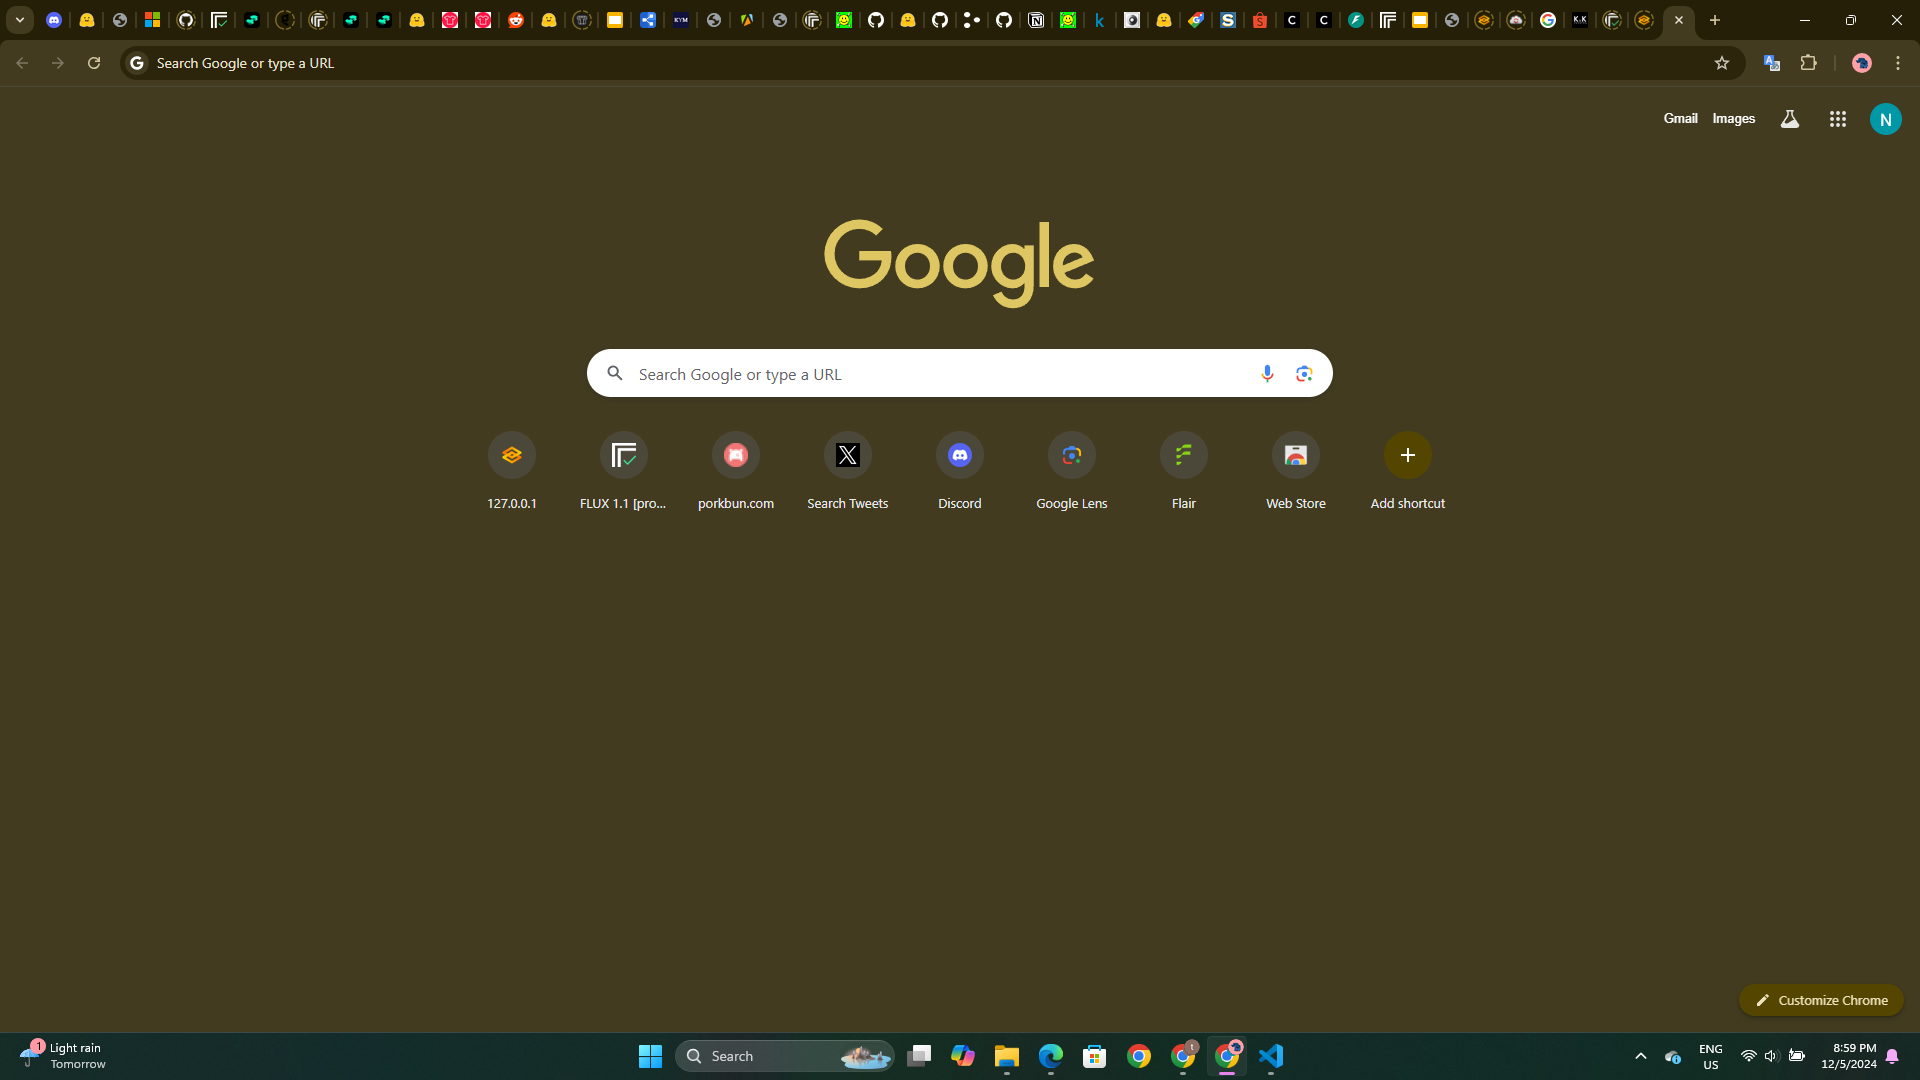 KYM
K&K
Search Google or type a URL
Gmail
Images
N
Google
Search Google or type a URL
127.0.0.1
FLUX 1.1 [pro...
porkbun.com
Search Tweets
Discord
Google Lens
Flair
Web Store
Add shortcut
Customize Chrome
1
Light rain
Tomorrow
Search
ENG
US
8:59 PM
12/5/2024